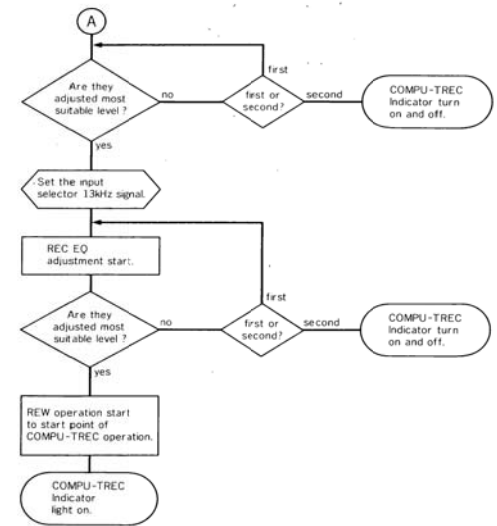 A
first
Are they
adjusted most
suitable level ?
no
first or
second?
second
COMPU-TREC
Indicator turn
on and off.
yes
Set the input
selector 13kHz signal.
REC EQ
adjustment start.
first
Are they
adjusted most
suitable level ?
no
first or
second?
second
COMPU-TREC
Indicator turn
on and off.
yes
REW operation start
to start point of
COMPU-TREC operation.
COMPU-TREC
Indicator
light on.